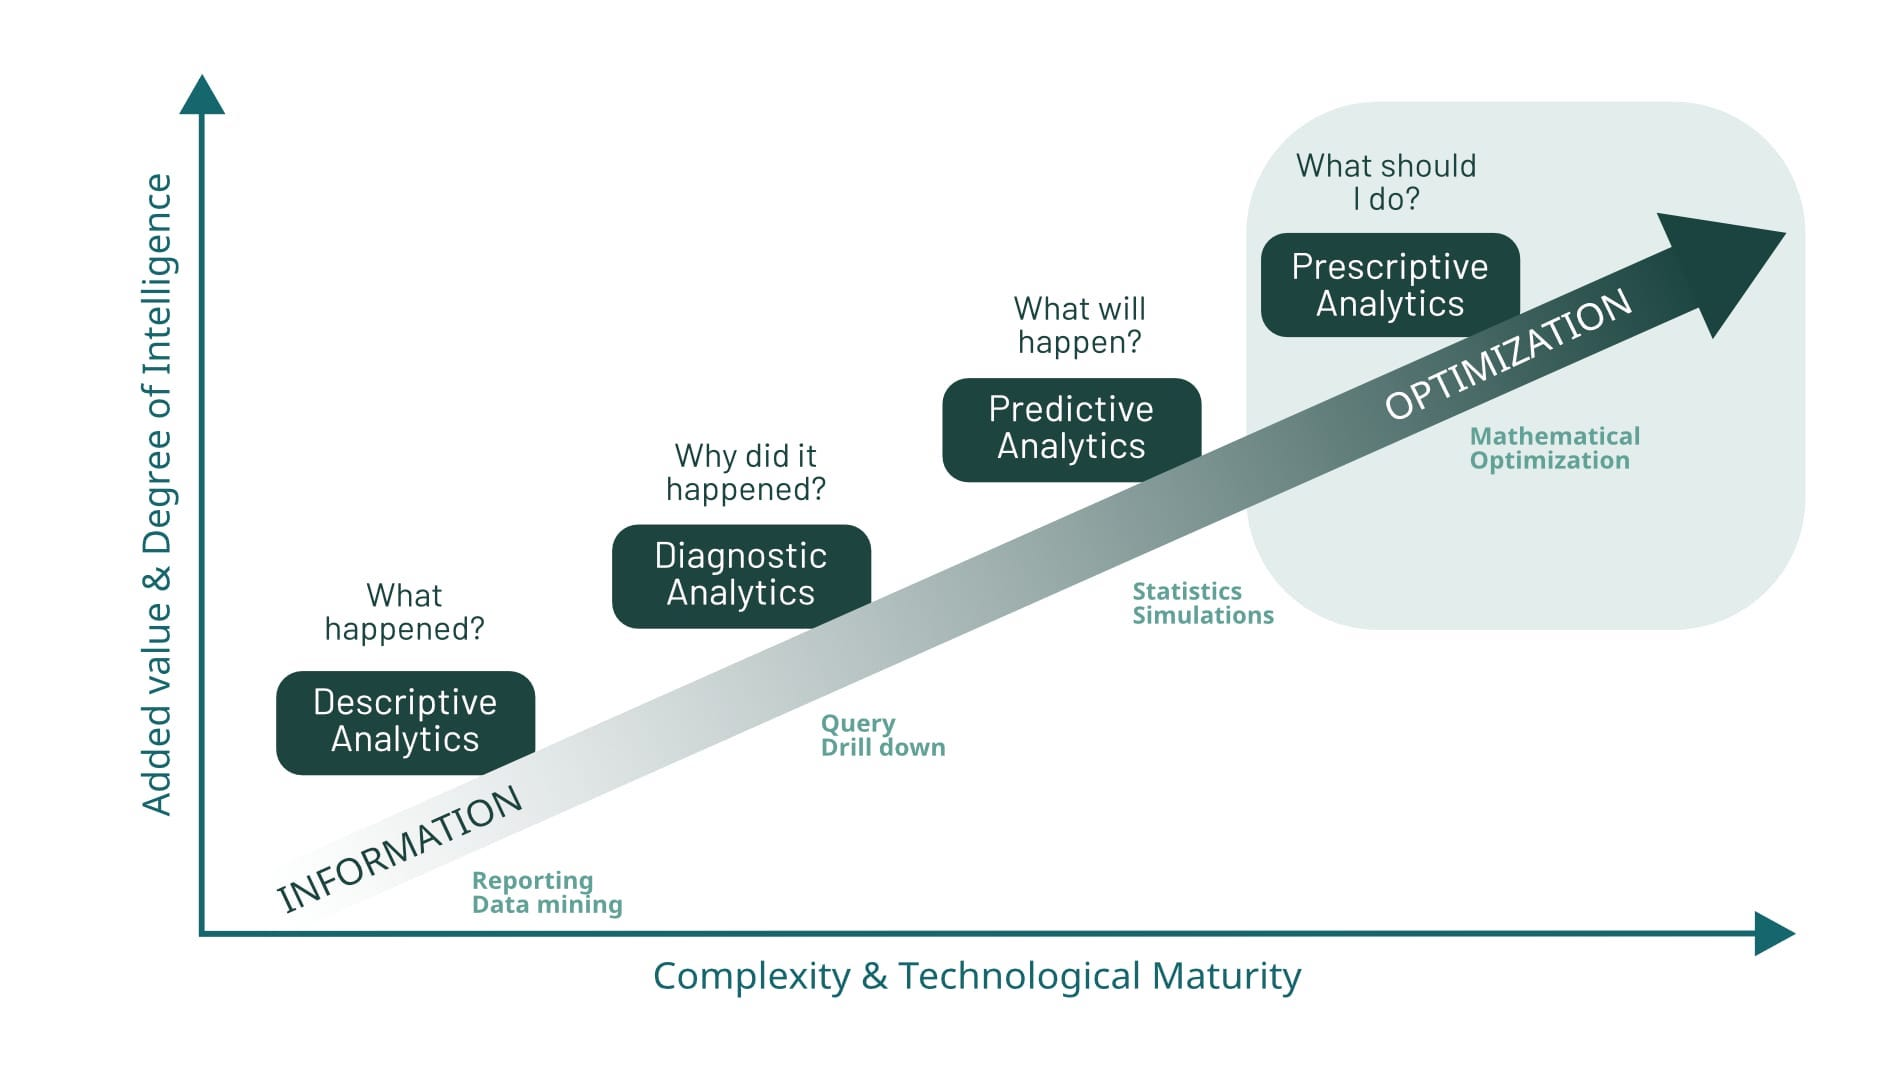 Added value & Degree of Intelligence
What should
I do?
Prescriptive
Analytics
OPTIMIZATION
Mathematical
Optimization
What will
happen?
Predictive
Analytics
Statistics
Simulations
Why did it
happened?
Diagnostic
Analytics
Query
Drill down
What
happened?
Descriptive
Analytics
INFORMATION
Reporting
Data mining
Complexity & Technological Maturity